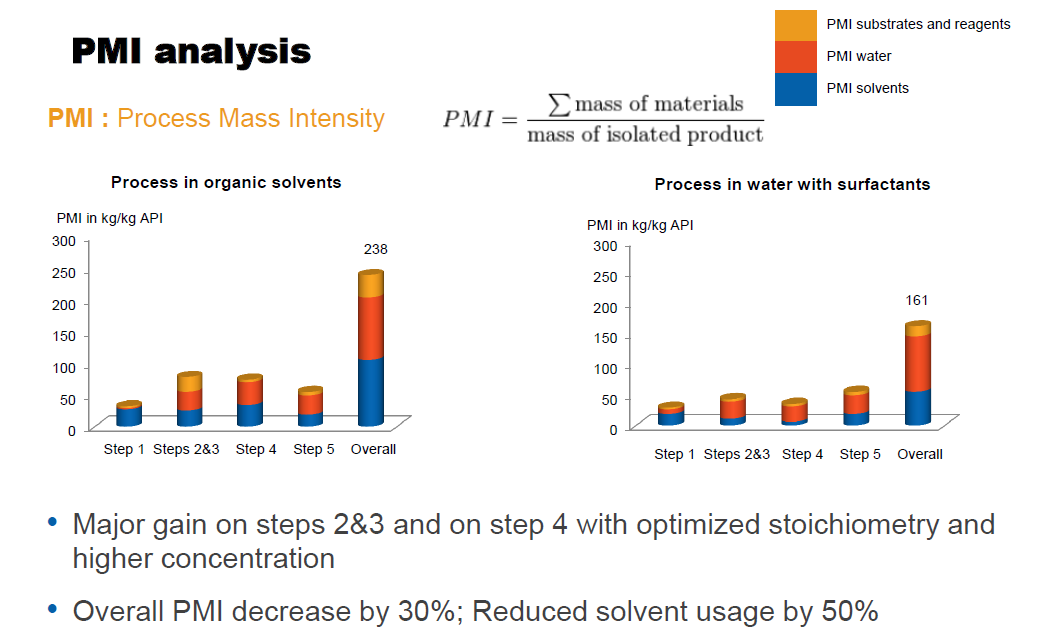 PMI analysis
PMI substrates and reagents
PMI water
PMI solvents
PMI : Process Mass Intensity
PMI = ∑ mass of materials / mass of isolated product
Process in organic solvents
PMI in kg/kg API
300
250
200
150
100
50
0
238
Step 1 Steps 2&3 Step 4 Step 5 Overall
Process in water with surfactants
PMI in kg/kg API
300
250
200
150
100
50
0
161
Step 1 Steps 2&3 Step 4 Step 5 Overall
• Major gain on steps 2&3 and on step 4 with optimized stoichiometry and
higher concentration
• Overall PMI decrease by 30%; Reduced solvent usage by 50%